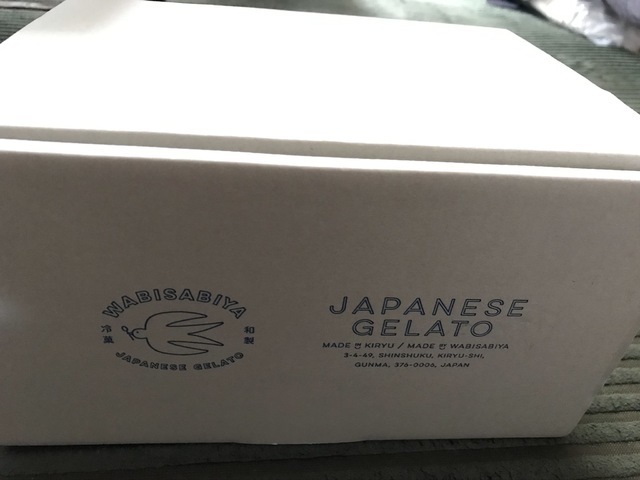 WABISABIYA
冷菓
和製
JAPANESE GELATO
JAPANESE
GELATO
MADE IN KIRYU / MADE BY WABISABIYA
3-4-49, SHINSHUKU, KIRYU-SHI,
GUNMA, 376-0006, JAPAN